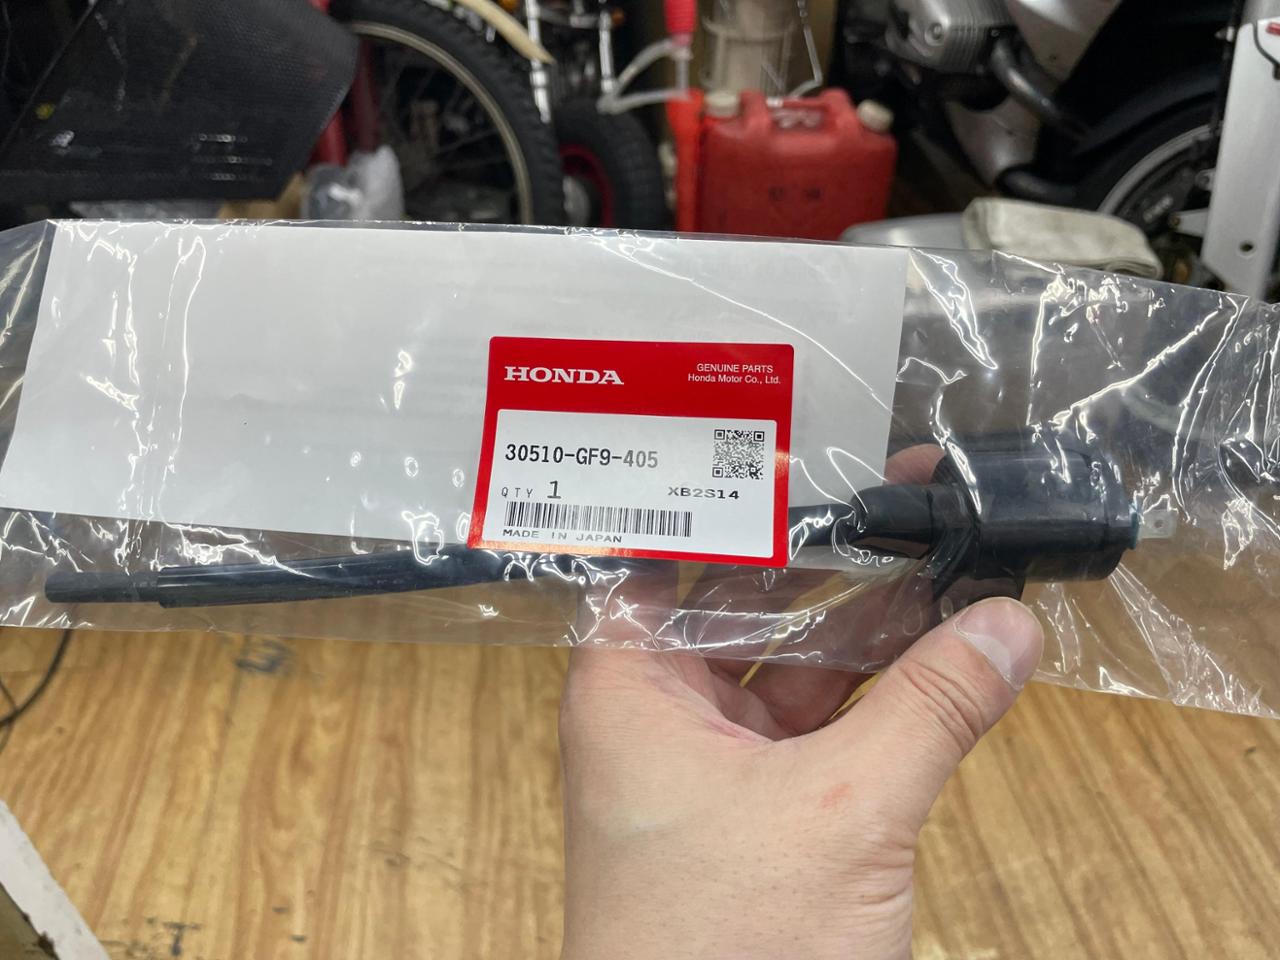 HONDA
GENUINE PARTS
Honda Motor Co., Ltd.
30510-GF9-405
QTY 1
XB2S14
MADE IN JAPAN